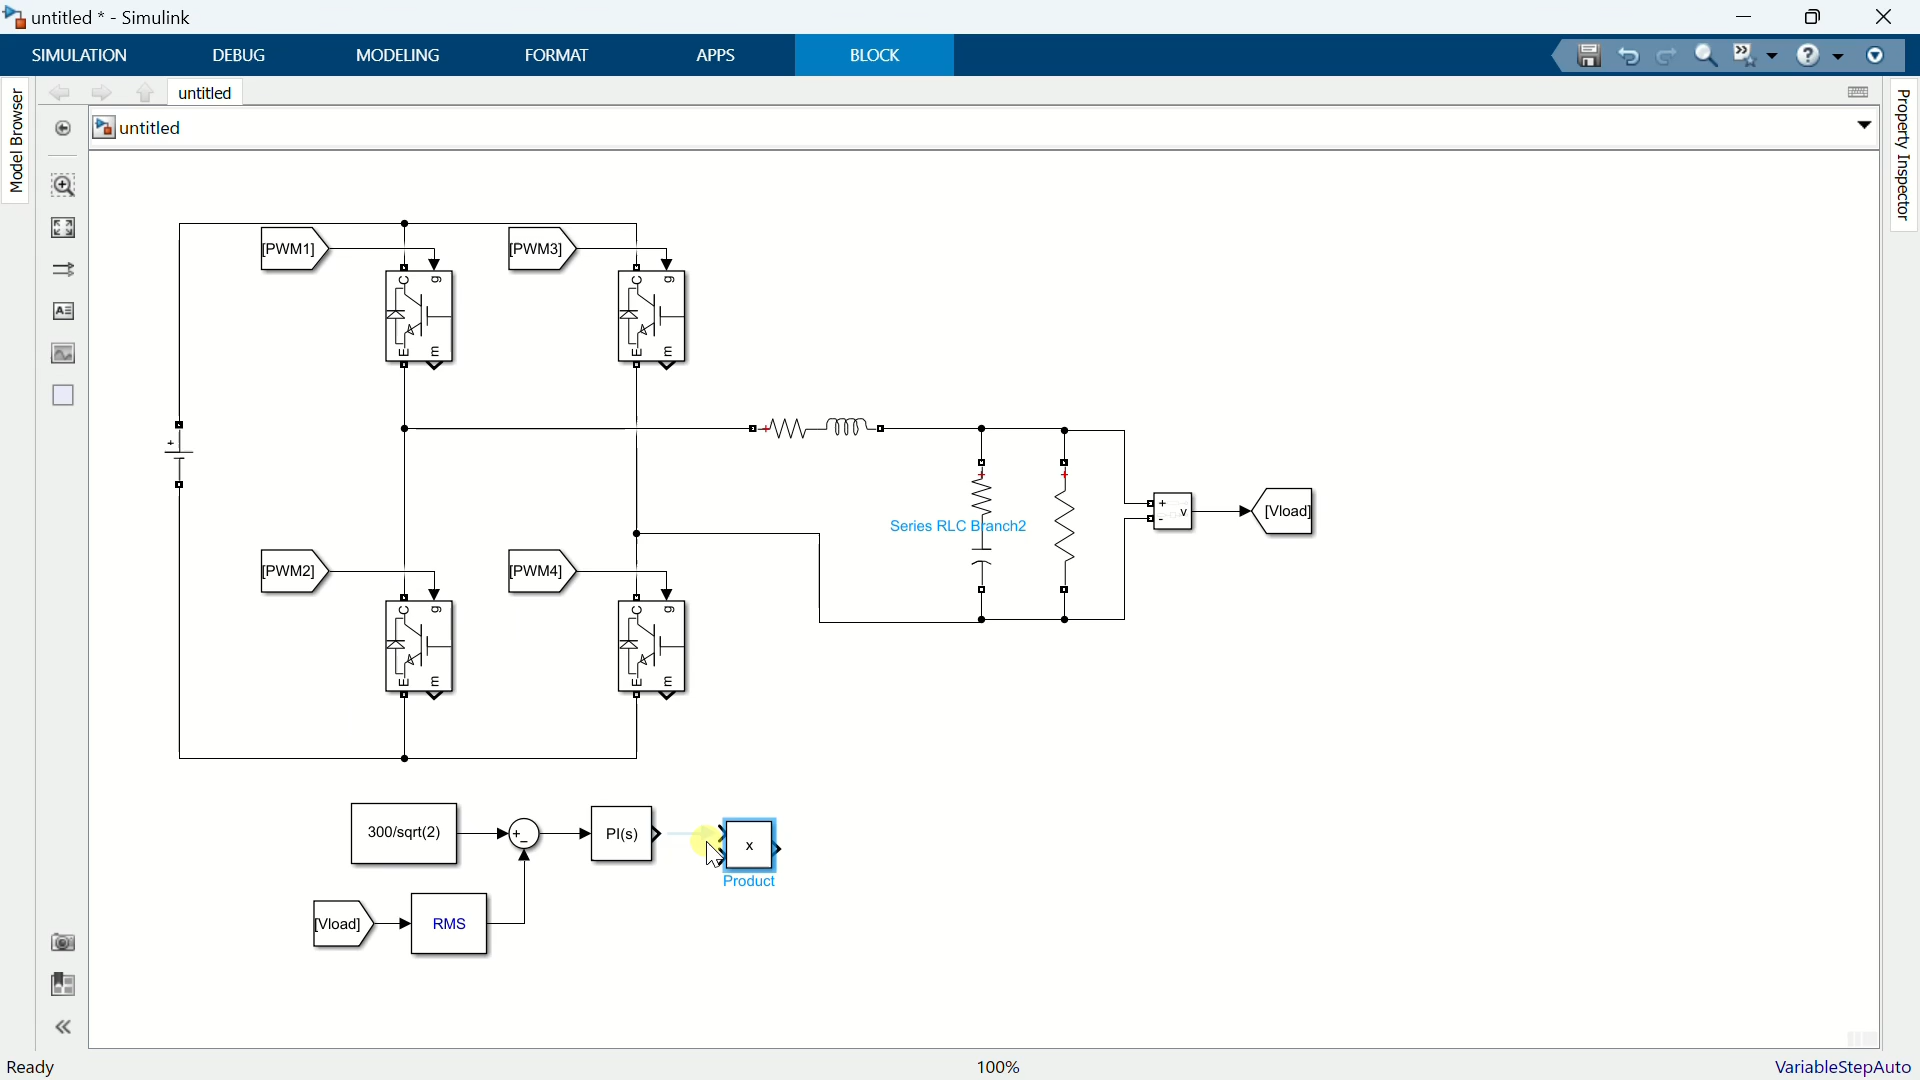 untitled * - Simulink
SIMULATION DEBUG MODELING FORMAT APPS BLOCK
Model Browser
untitled
untitled
Property Inspector
[PWM1]
[PWM3]
C g
C g
E m
E m
+
+
+
+ v
-
[Vload]
+
Series RLC Branch2
[PWM2]
[PWM4]
C g
C g
E m
E m
300/sqrt(2)
+
-
PI(s)
x
Product
[Vload]
RMS
Ready
100%
VariableStepAuto